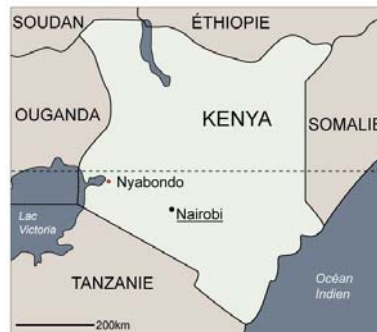 SOUDAN
ÉTHIOPIE
OUGANDA
KENYA
SOMALIE
Nyabondo
Lac
Victoria
Nairobi
TANZANIE
Océan
Indien
200km